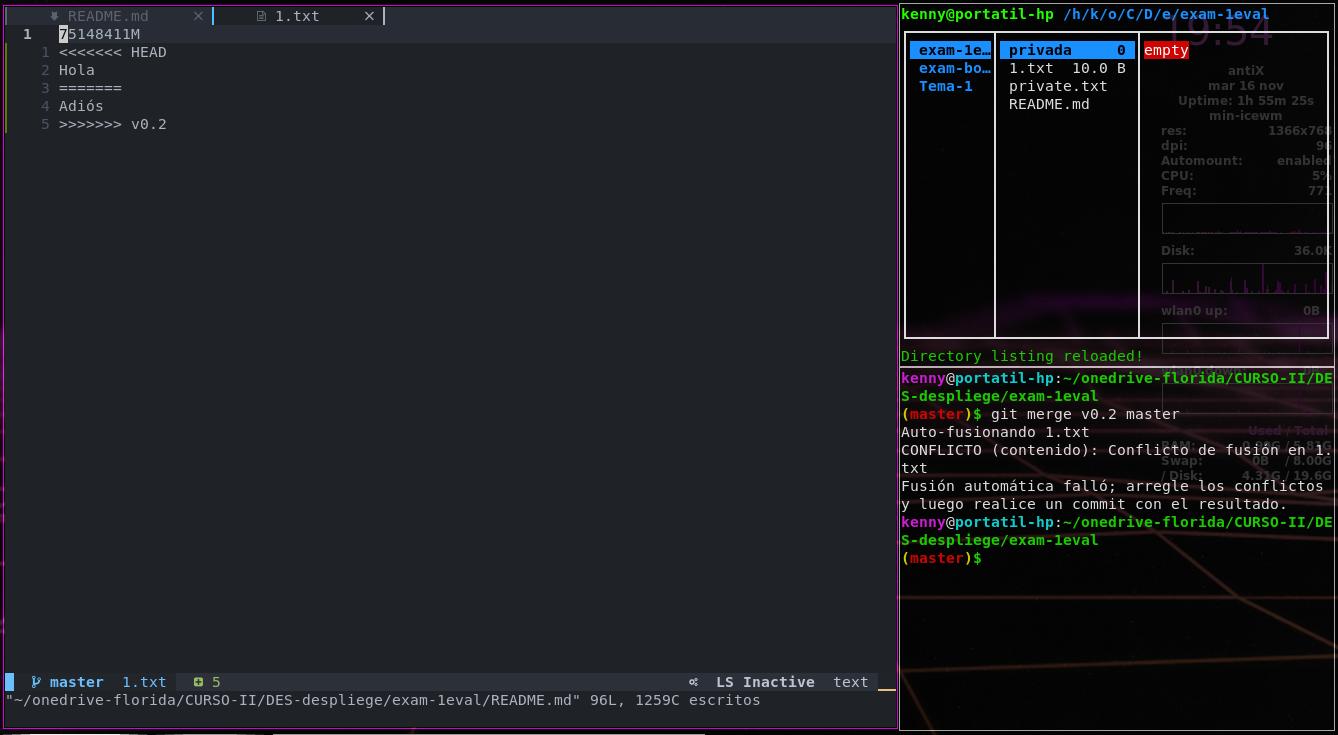 README.md × 1.txt ×
1 75148411M
1 <<<<<<< HEAD
2 Hola
3 =======
4 Adiós
5 >>>>>>> v0.2
master 1.txt 5 LS Inactive text
"~/onedrive-florida/CURSO-II/DES-despliege/exam-1eval/README.md" 96L, 1259C escritos
kenny@portatil-hp /h/k/o/C/D/e/exam-1eval
exam-1e… privada 0 empty
exam-bo… 1.txt 10.0 B
Tema-1 private.txt
README.md
Directory listing reloaded!
19:54
antiX
mar 16 nov
Uptime: 1h 55m 25s
min-icewm
res: 1366x768
dpi: 96
Automount: enabled
CPU: 5%
Freq: 771
Disk: 36.0K
wlan0 up: 0B
Used / Total
RAM: 5.81G
Swap: 0B / 8.00G
/ Disk: 4.31G / 19.6G
kenny@portatil-hp:~/onedrive-florida/CURSO-II/DE
S-despliege/exam-1eval
(master)$ git merge v0.2 master
Auto-fusionando 1.txt
CONFLICTO (contenido): Conflicto de fusión en 1.
txt
Fusión automática falló; arregle los conflictos
y luego realice un commit con el resultado.
kenny@portatil-hp:~/onedrive-florida/CURSO-II/DE
S-despliege/exam-1eval
(master)$